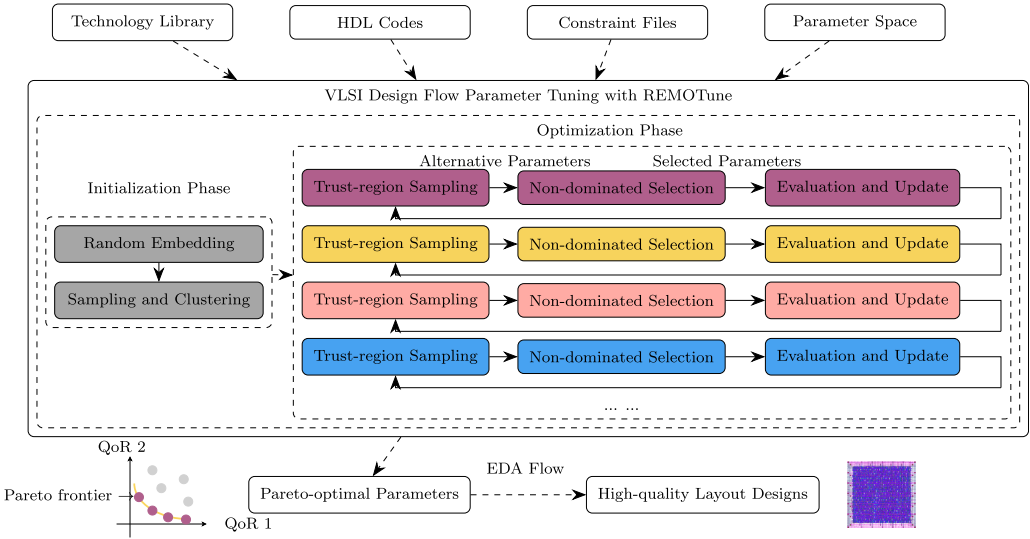 Technology Library
HDL Codes
Constraint Files
Parameter Space
VLSI Design Flow Parameter Tuning with REMOTune
Optimization Phase
Alternative Parameters
Selected Parameters
Initialization Phase
Trust-region Sampling
Non-dominated Selection
Evaluation and Update
Random Embedding
Trust-region Sampling
Non-dominated Selection
Evaluation and Update
Sampling and Clustering
Trust-region Sampling
Non-dominated Selection
Evaluation and Update
Trust-region Sampling
Non-dominated Selection
Evaluation and Update
... ...
QoR 2
Pareto frontier
QoR 1
Pareto-optimal Parameters
EDA Flow
High-quality Layout Designs